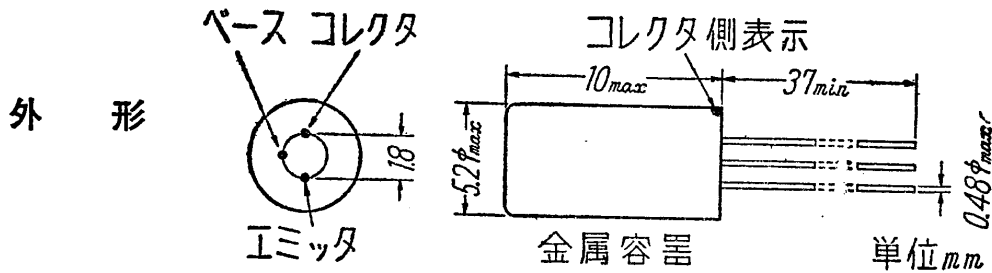 ベース コレクタ
コレクタ側表示
10max
37min
外形
1.8
5.2φmax
0.48φmax
エミッタ
金属容器
単位mm